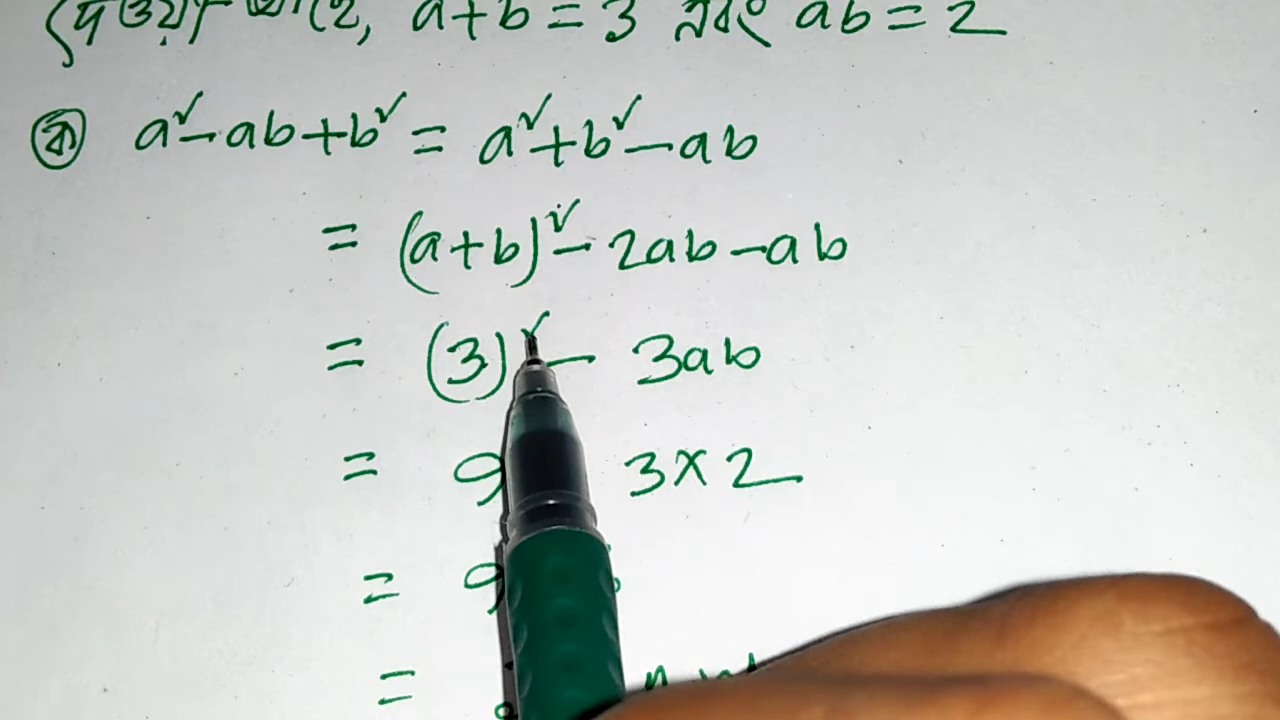 দেওয়া আছে, a+b = 3 এবং ab = 2
ক a² - ab + b² = a² + b² - ab
= (a+b)² - 2ab - ab
= (3)² - 3ab
= 9 3 × 2
= 9
=